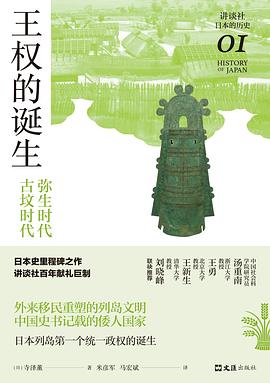 讲谈社
日本的历史
01
HISTORY
OF JAPAN
王权的诞生
弥生时代
古坟时代
中国社会科学
学院研究员
汤重南
浙江大学
教授
王勇
北京大学
教授
王新生
清华大学
教授
刘晓峰
联袂推荐
日本史里程碑之作
讲谈社百年献礼巨制
外来移民重塑的列岛文明
中国史书记载的倭人国家
日本列岛第一个统一政权的诞生
[日] 寺泽薰 著
米彦军 马宏斌 译
文汇出版社